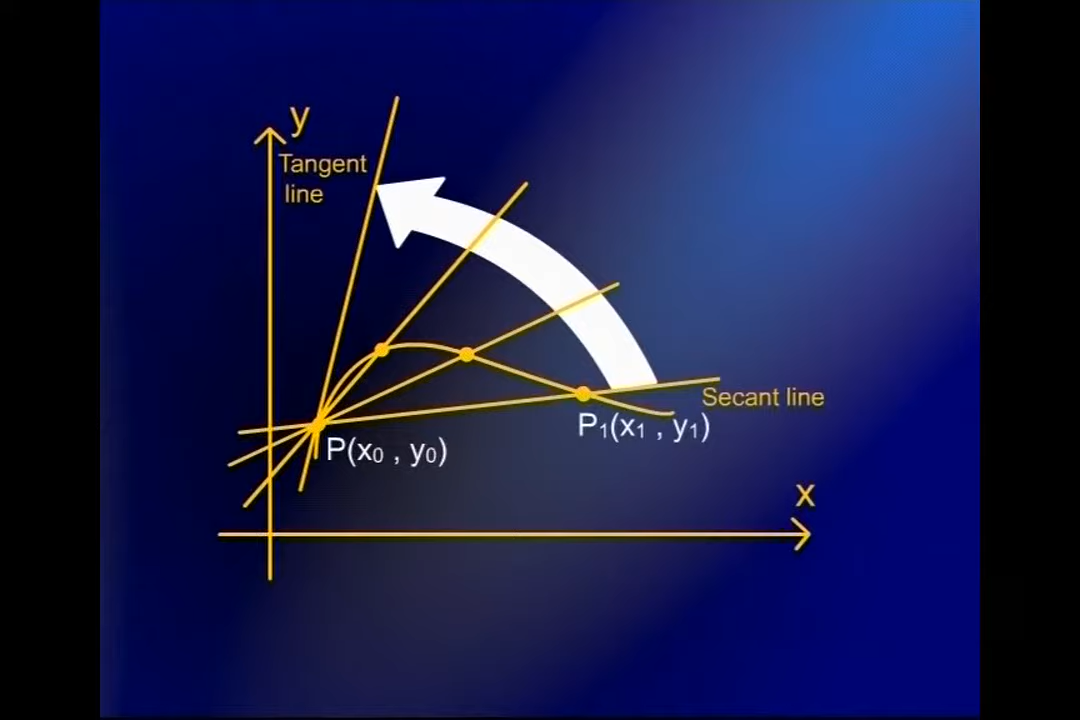 y
Tangent
line
Secant line
P₁(x₁ , y₁)
P(x₀ , y₀)
x